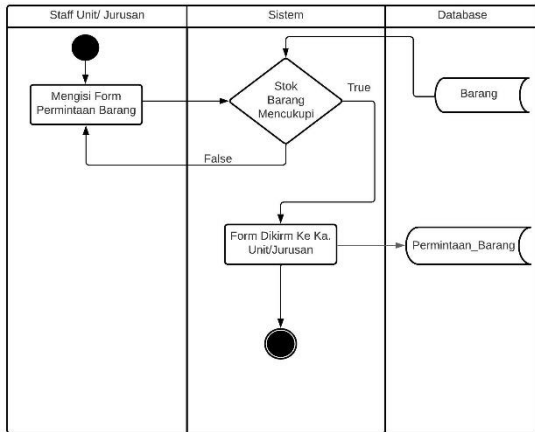 Staff Unit/ Jurusan
Sistem
Database
Mengisi Form
Permintaan Barang
Stok
Barang
Mencukupi
True
Barang
False
Form Dikirm Ke Ka.
Unit/Jurusan
Permintaan_Barang